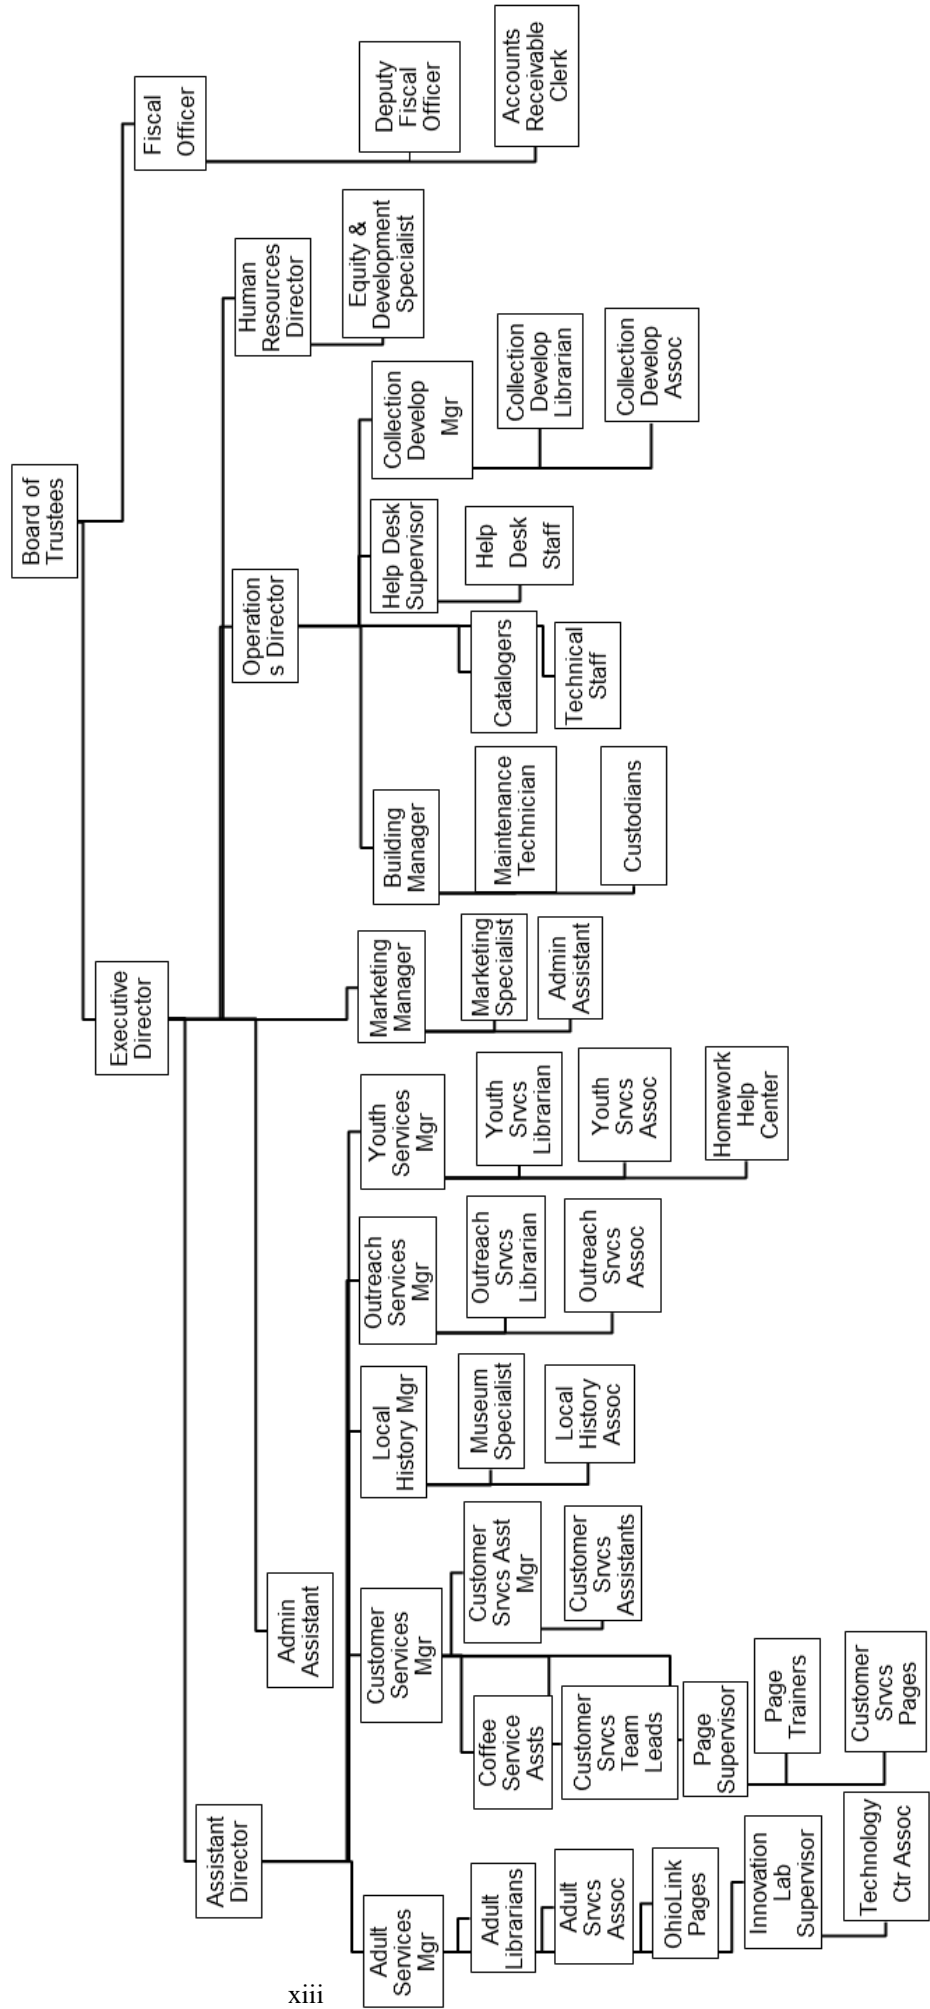 Board of
Trustees
Executive
Director
Fiscal
Officer
Assistant
Director
Admin
Assistant
Operation
s Director
Human
Resources
Director
Deputy
Fiscal
Officer
Accounts
Receivable
Clerk
Equity &
Development
Specialist
Adult
Services
Mgr
Customer
Services
Mgr
Local
History Mgr
Outreach
Services
Mgr
Youth
Services
Mgr
Marketing
Manager
Building
Manager
Help Desk
Supervisor
Collection
Develop
Mgr
Adult
Librarians
Adult
Srvcs
Assoc
OhioLink
Pages
Innovation
Lab
Supervisor
Technology
Ctr Assoc
Coffee
Service
Assts
Customer
Srvcs
Team
Leads
Page
Supervisor
Page
Trainers
Customer
Srvcs
Pages
Customer
Srvcs Asst
Mgr
Customer
Srvcs
Assistants
Museum
Specialist
Local
History
Assoc
Outreach
Srvcs
Librarian
Outreach
Srvcs
Assoc
Youth
Srvcs
Librarian
Youth
Srvcs
Assoc
Homework
Help
Center
Marketing
Specialist
Admin
Assistant
Maintenance
Technician
Custodians
Catalogers
Technical
Staff
Help
Desk
Staff
Collection
Develop
Librarian
Collection
Develop
Assoc
xiii